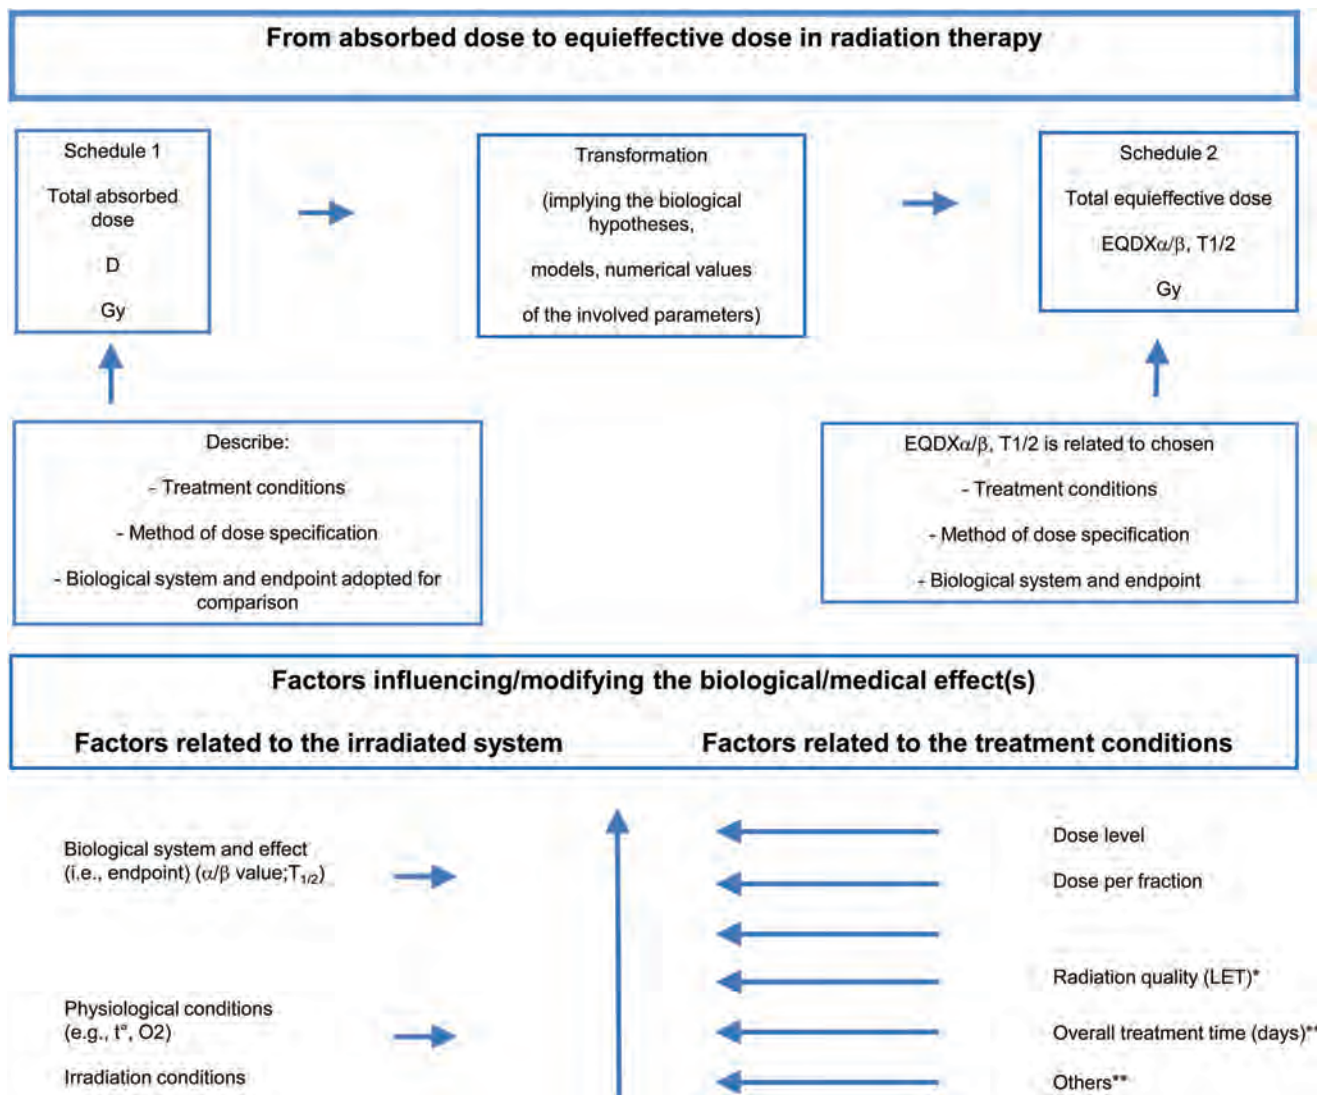 From absorbed dose to equieffective dose in radiation therapy
Schedule 1
Total absorbed
dose
D
Gy
Transformation
(implying the biological
hypotheses,
models, numerical values
of the involved parameters)
Schedule 2
Total equieffective dose
EQDXα/β, T1/2
Gy
Describe:
- Treatment conditions
- Method of dose specification
- Biological system and endpoint adopted for
comparison
EQDXα/β, T1/2 is related to chosen
- Treatment conditions
- Method of dose specification
- Biological system and endpoint
Factors influencing/modifying the biological/medical effect(s)
Factors related to the irradiated system
Factors related to the treatment conditions
Biological system and effect
(i.e., endpoint) (α/β value;T1/2)
Physiological conditions
(e.g., t°, O2)
Irradiation conditions
Dose level
Dose per fraction
Radiation quality (LET)*
Overall treatment time (days)**
Others**